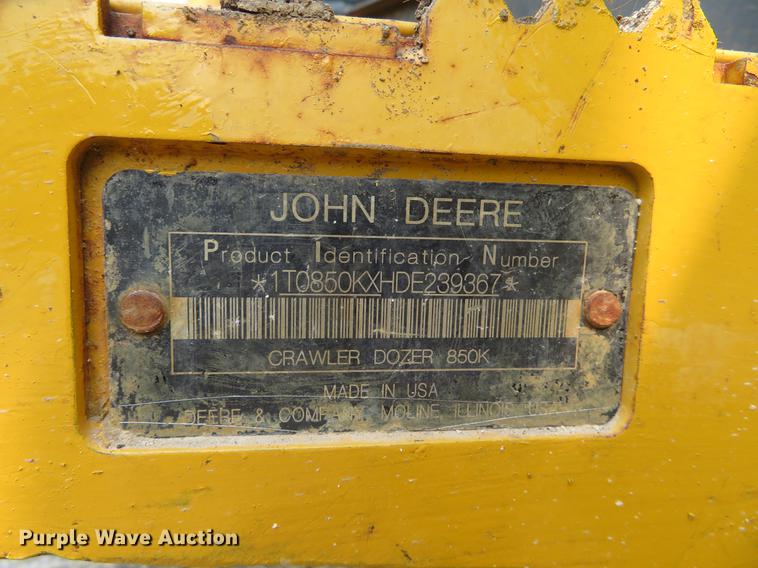 JOHN DEERE
Product Identification Number
*1T0850KXHDE239367*
CRAWLER DOZER 850K
MADE IN USA
DEERE & COMPANY MOLINE ILLINOIS USA
Purple Wave Auction